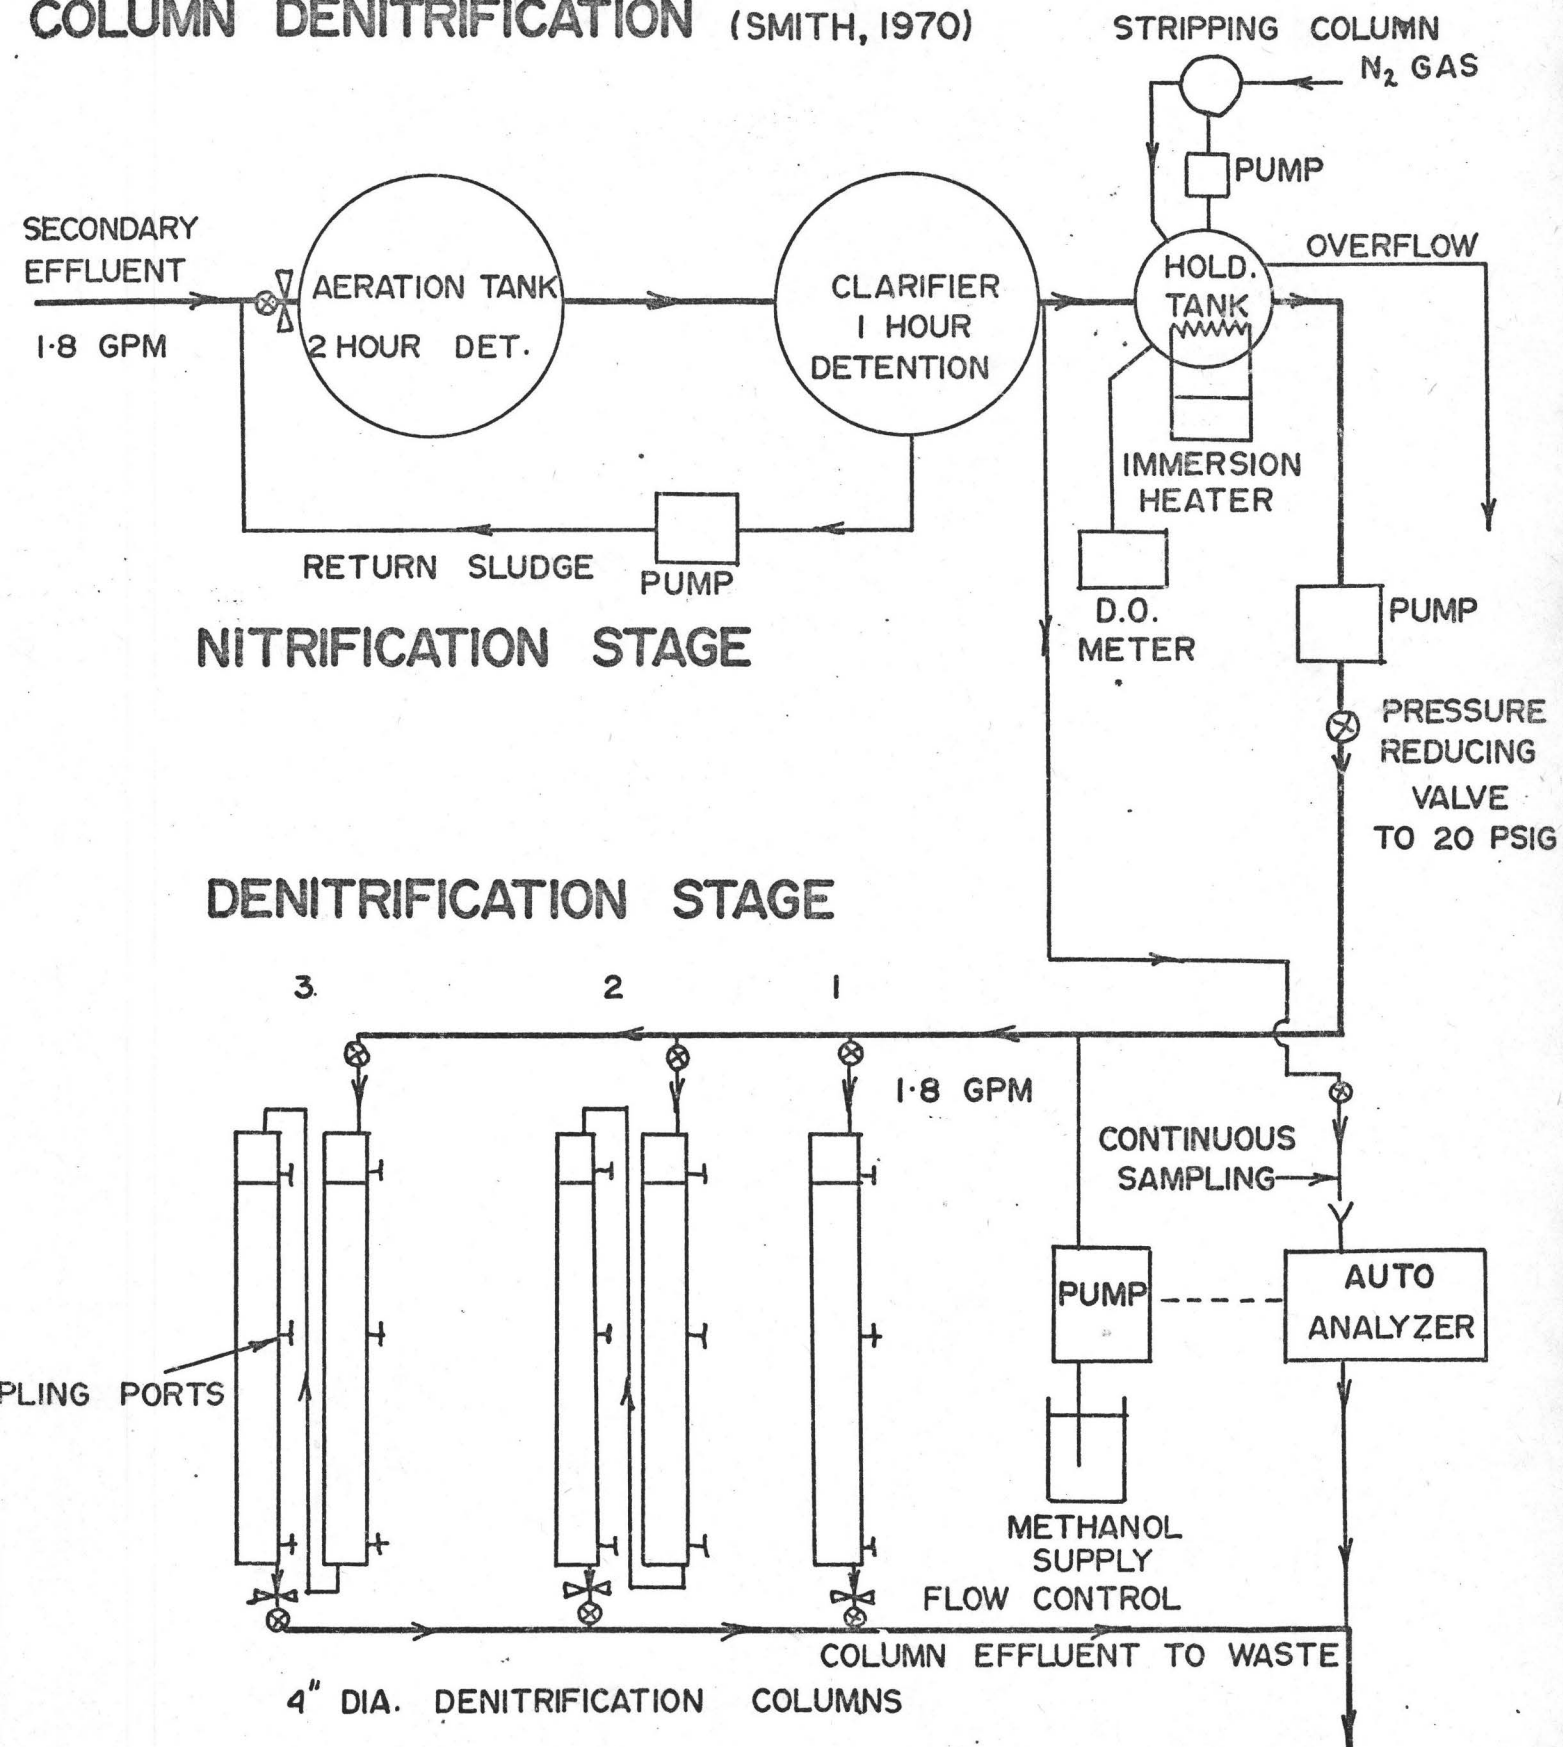 COLUMN DENITRIFICATION (SMITH, 1970)
STRIPPING COLUMN
N₂ GAS
PUMP
SECONDARY
EFFLUENT
1·8 GPM
AERATION TANK
2 HOUR DET.
CLARIFIER
1 HOUR
DETENTION
HOLD.
TANK
OVERFLOW
IMMERSION
HEATER
RETURN SLUDGE
PUMP
D.O.
METER
PUMP
NITRIFICATION STAGE
PRESSURE
REDUCING
VALVE
TO 20 PSIG
DENITRIFICATION STAGE
3.
2
1
1·8 GPM
CONTINUOUS
SAMPLING
PUMP
AUTO
ANALYZER
PLING PORTS
METHANOL
SUPPLY
FLOW CONTROL
COLUMN EFFLUENT TO WASTE
4" DIA. DENITRIFICATION COLUMNS